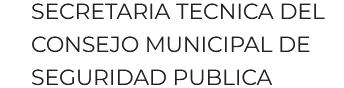 SECRETARIA TECNICA DEL
CONSEJO MUNICIPAL DE
SEGURIDAD PUBLICA